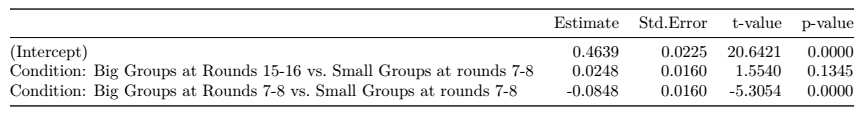 Estimate Std.Error t-value p-value
(Intercept) 0.4639 0.0225 20.6421 0.0000
Condition: Big Groups at Rounds 15-16 vs. Small Groups at rounds 7-8 0.0248 0.0160 1.5540 0.1345
Condition: Big Groups at Rounds 7-8 vs. Small Groups at rounds 7-8 -0.0848 0.0160 -5.3054 0.0000